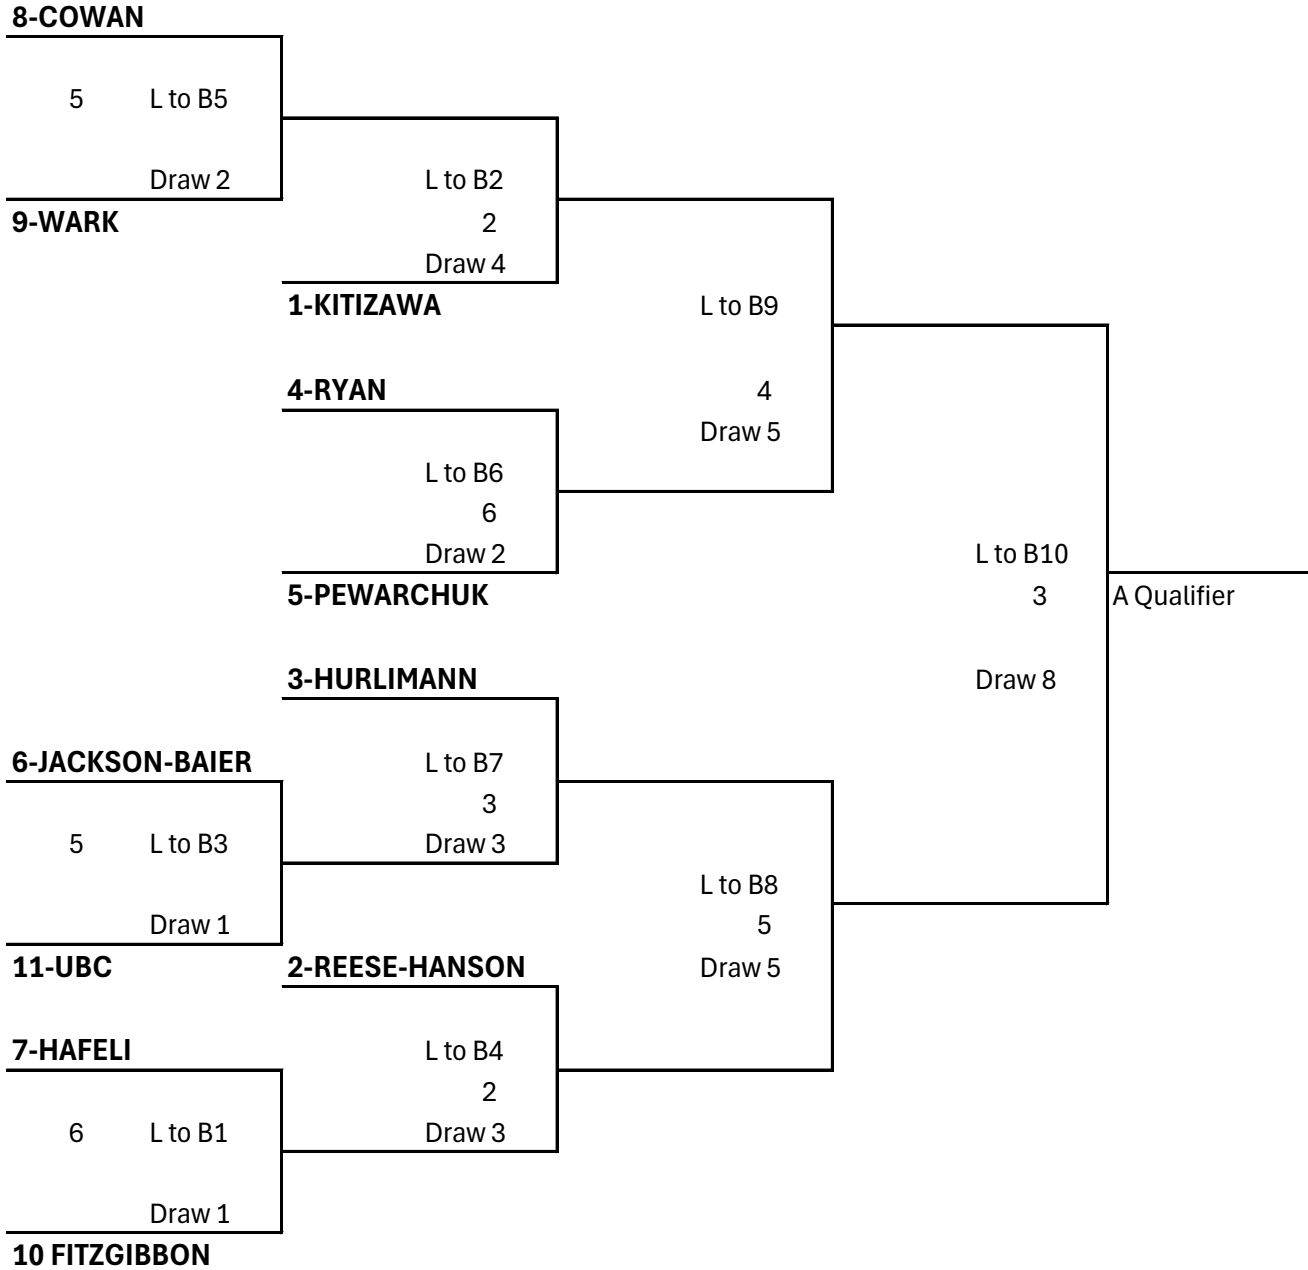 8-COWAN
5 L to B5
Draw 2
9-WARK
L to B2
2
Draw 4
1-KITIZAWA
L to B9
4-RYAN
4
Draw 5
L to B6
6
Draw 2
5-PEWARCHUK
L to B10
3
A Qualifier
Draw 8
3-HURLIMANN
6-JACKSON-BAIER
L to B7
3
Draw 3
5 L to B3
Draw 1
11-UBC
L to B8
5
Draw 5
2-REESE-HANSON
7-HAFELI
L to B4
2
Draw 3
6 L to B1
Draw 1
10 FITZGIBBON